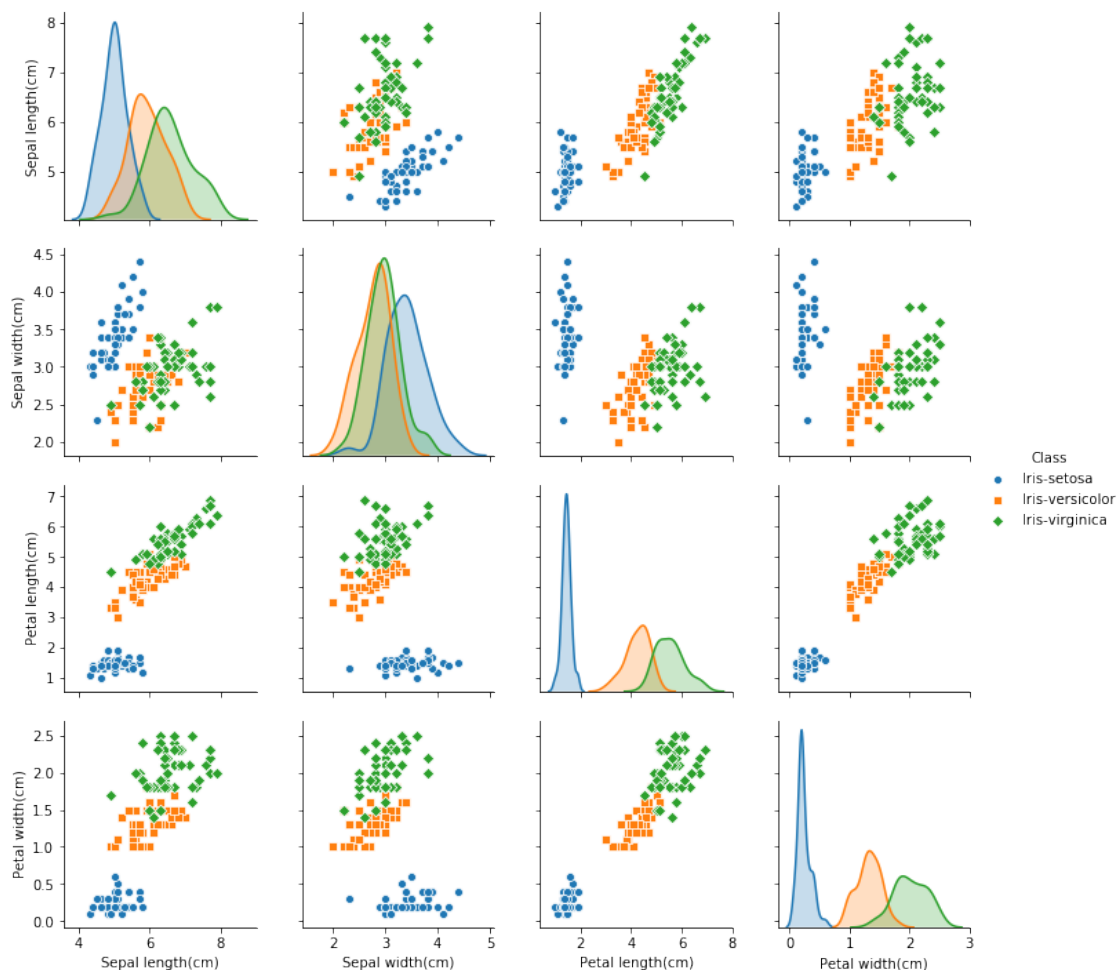 8
7
6
5
Sepal length(cm)
4.5
4.0
3.5
3.0
2.5
2.0
Sepal width(cm)
Class
Iris-setosa
Iris-versicolor
Iris-virginica
7
6
5
4
3
2
1
Petal length(cm)
2.5
2.0
1.5
1.0
0.5
0.0
Petal width(cm)
4 6 8
2 3 4 5
2 4 6 8
0 1 2 3
Sepal length(cm)
Sepal width(cm)
Petal length(cm)
Petal width(cm)